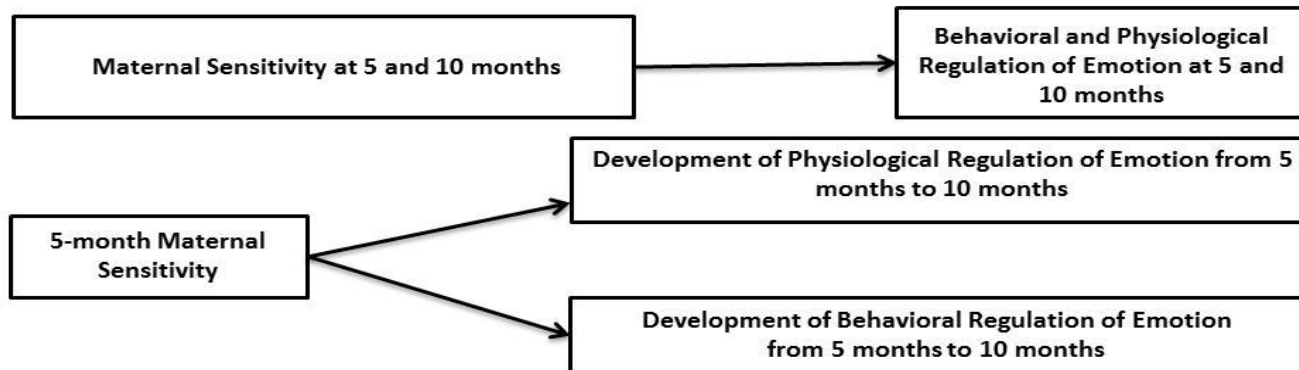 Maternal Sensitivity at 5 and 10 months
Behavioral and Physiological
Regulation of Emotion at 5 and
10 months
Development of Physiological Regulation of Emotion from 5
months to 10 months
5-month Maternal
Sensitivity
Development of Behavioral Regulation of Emotion
from 5 months to 10 months